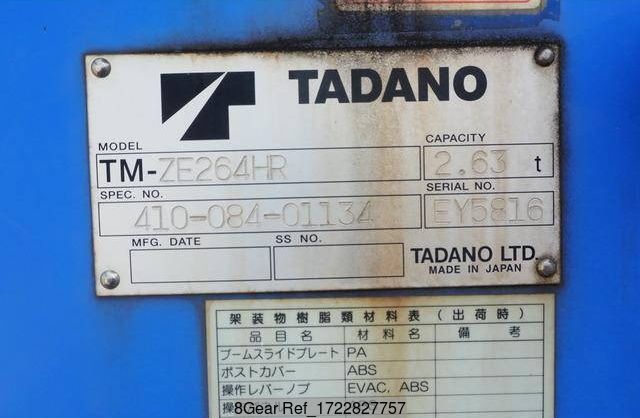 TADANO
MODEL
CAPACITY
TM-ZE264HR
2.63 t
SPEC. NO.
SERIAL NO.
410-084-01134
EY5816
MFG. DATE
SS NO.
TADANO LTD.
MADE IN JAPAN
架装物樹脂類材料表(出荷時)
品目名 材料名 備考
ブームスライドプレート PA
ポストカバー ABS
操作レバーノブ EVAC, ABS
8Gear Ref_1722827757